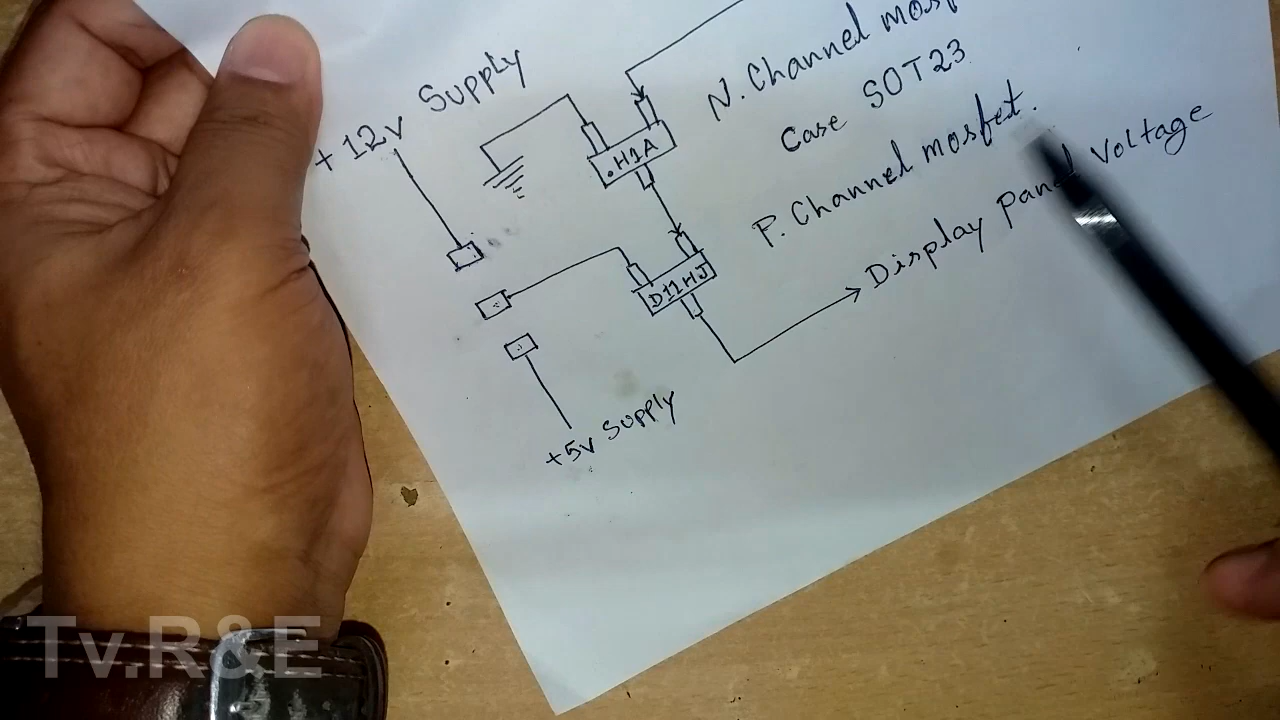 Supply
+12v
N. Channel mosf
Case SOT23
.H1A
P. Channel mosfet.
D11HJ
Display Panel Voltage
+5v Supply
Tv.R&E